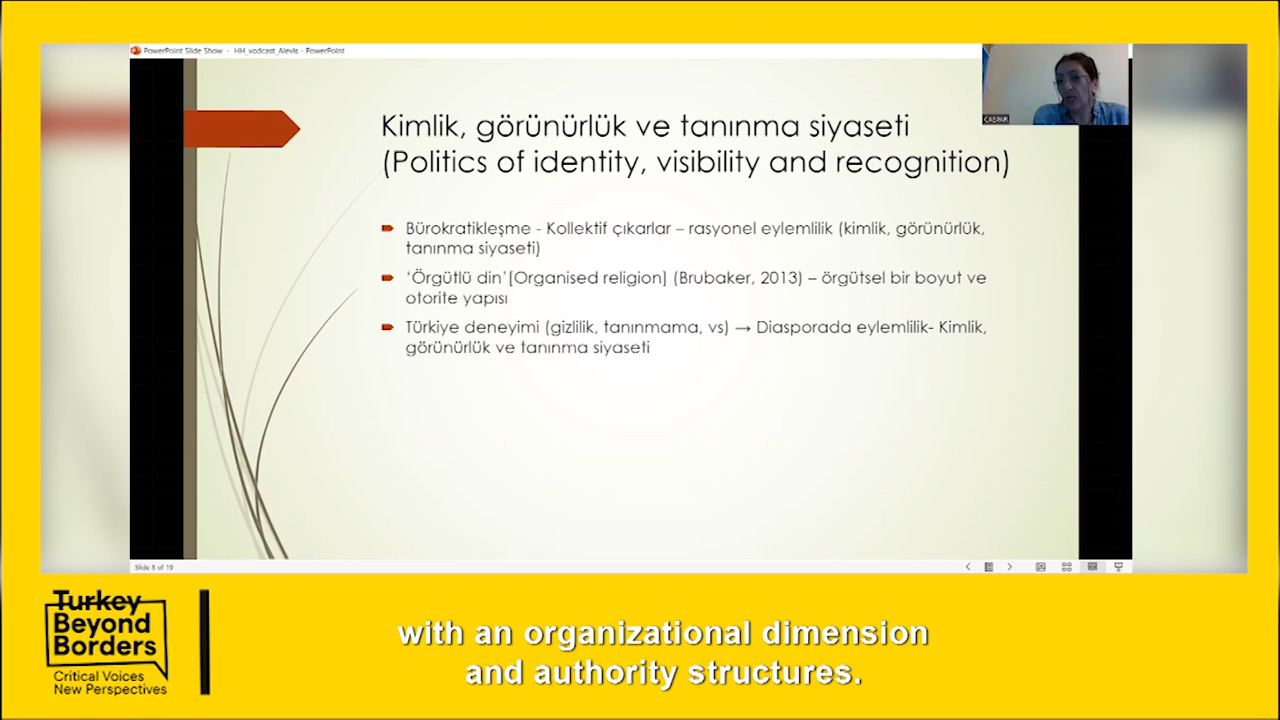 PowerPoint Slide Show - HH_vodcast_Alevis - PowerPoint
CASPAR
Kimlik, görünürlük ve tanınma siyaseti
(Politics of identity, visibility and recognition)
Bürokratikleşme - Kollektif çıkarlar – rasyonel eylemlilik (kimlik, görünürlük,
tanınma siyaseti)
‘Örgütlü din’[Organised religion] (Brubaker, 2013) – örgütsel bir boyut ve
otorite yapısı
Türkiye deneyimi (gizlilik, tanınmama, vs) → Diasporada eylemlilik- Kimlik,
görünürlük ve tanınma siyaseti
Slide 8 of 19
Turkey
Beyond
Borders
Critical Voices
New Perspectives
with an organizational dimension
and authority structures.